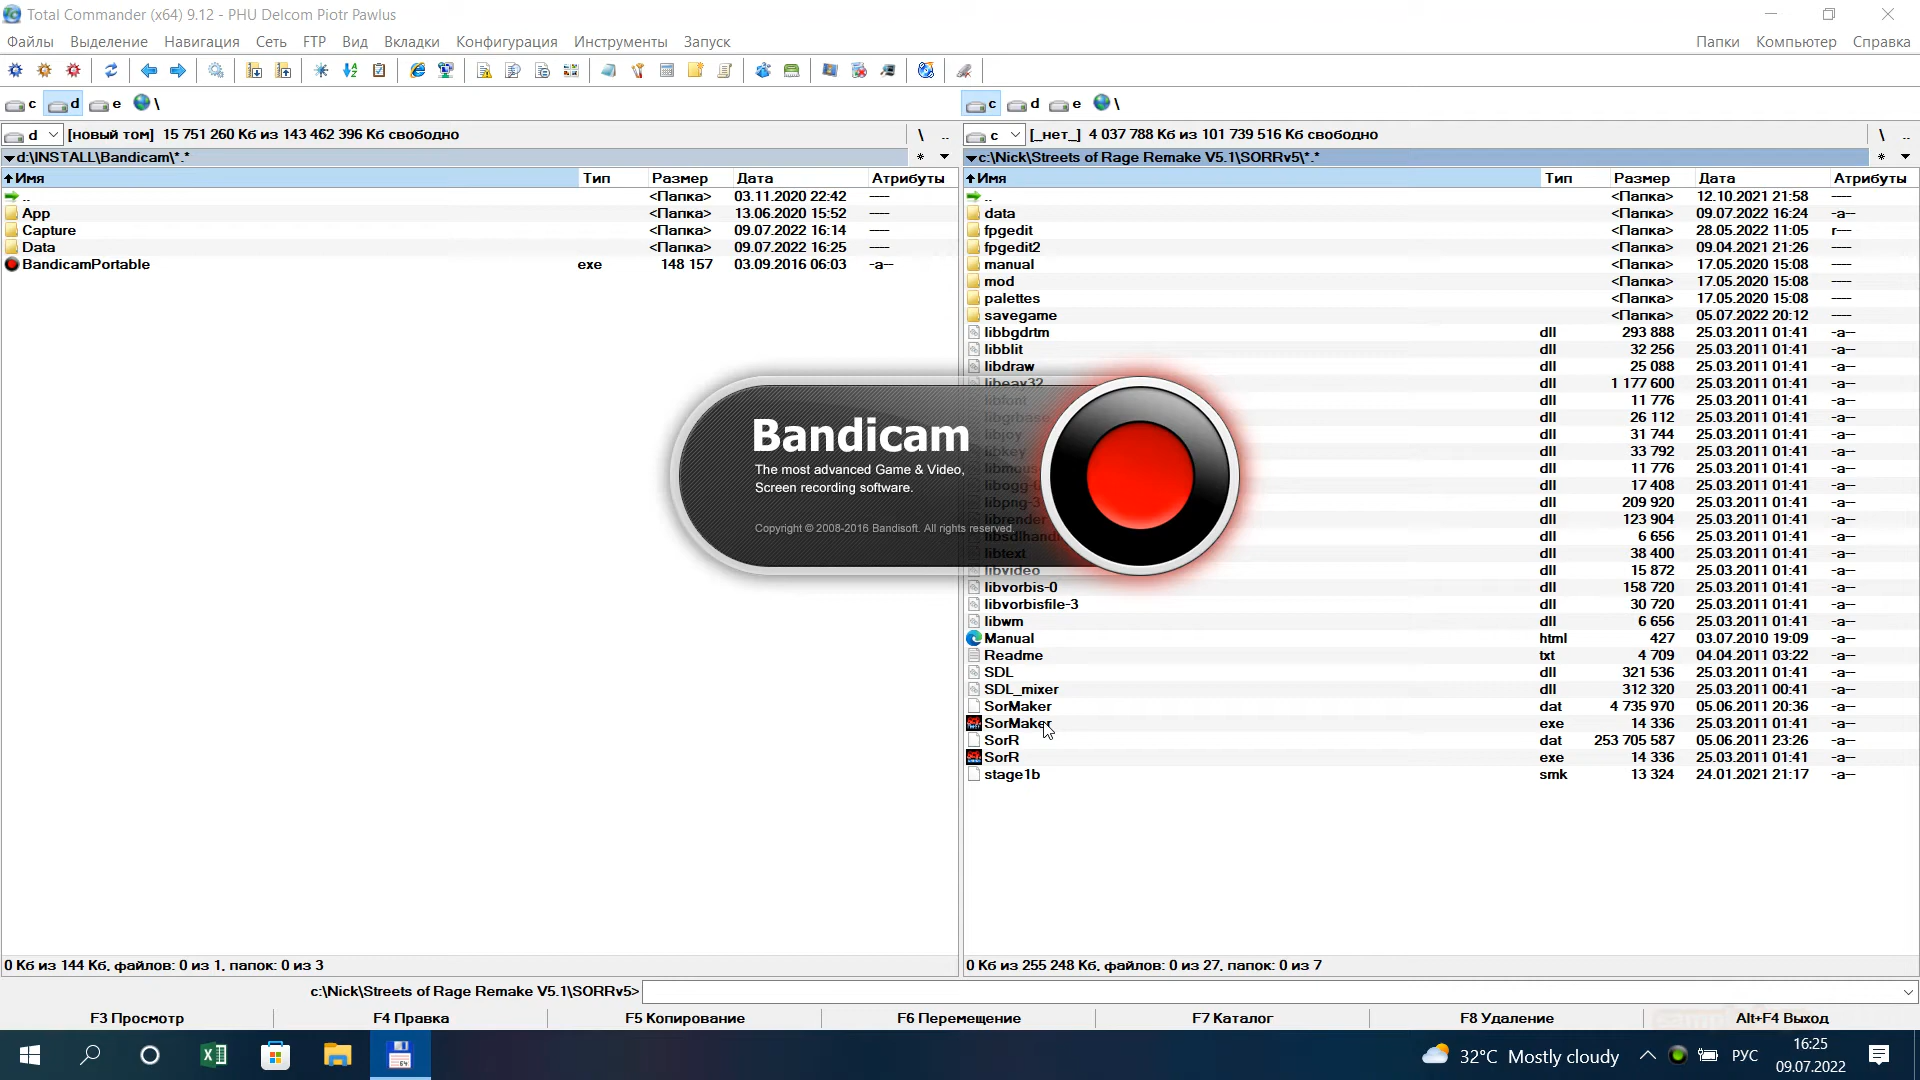 Total Commander (x64) 9.12 - PHU Delcom Piotr Pawlus
Файлы Выделение Навигация Сеть FTP Вид Вкладки Конфигурация Инструменты Запуск Папки Компьютер Справка
c d e \
c d e \
d [новый том] 15 751 260 Кб из 143 462 396 Кб свободно \ ..
c [_нет_] 4 037 788 Кб из 101 739 516 Кб свободно \ ..
d:\INSTALL\Bandicam\*.* *
c:\Nick\Streets of Rage Remake V5.1\SORRv5\*.* *
Имя Тип Размер Дата Атрибуты
.. <Папка> 03.11.2020 22:42 ----
App <Папка> 13.06.2020 15:52 ----
Capture <Папка> 09.07.2022 16:14 ----
Data <Папка> 09.07.2022 16:25 ----
BandicamPortable exe 148 157 03.09.2016 06:03 -a--
Имя Тип Размер Дата Атрибуты
.. <Папка> 12.10.2021 21:58 ----
data <Папка> 09.07.2022 16:24 -a--
fpgedit <Папка> 28.05.2022 11:05 r---
fpgedit2 <Папка> 09.04.2021 21:26 ----
manual <Папка> 17.05.2020 15:08 ----
mod <Папка> 17.05.2020 15:08 ----
palettes <Папка> 17.05.2020 15:08 ----
savegame <Папка> 05.07.2022 20:12 ----
libbgdrtm dll 293 888 25.03.2011 01:41 -a--
libblit dll 32 256 25.03.2011 01:41 -a--
libdraw dll 25 088 25.03.2011 01:41 -a--
libeay32 dll 1 177 600 25.03.2011 01:41 -a--
libfont dll 11 776 25.03.2011 01:41 -a--
libgrbase dll 26 112 25.03.2011 01:41 -a--
libjoy dll 31 744 25.03.2011 01:41 -a--
libkey dll 33 792 25.03.2011 01:41 -a--
dll 11 776 25.03.2011 01:41 -a--
dll 17 408 25.03.2011 01:41 -a--
dll 209 920 25.03.2011 01:41 -a--
librender dll 123 904 25.03.2011 01:41 -a--
dll 6 656 25.03.2011 01:41 -a--
libtext dll 38 400 25.03.2011 01:41 -a--
libvideo dll 15 872 25.03.2011 01:41 -a--
libvorbis-0 dll 158 720 25.03.2011 01:41 -a--
libvorbisfile-3 dll 30 720 25.03.2011 01:41 -a--
libwm dll 6 656 25.03.2011 01:41 -a--
Manual html 427 03.07.2010 19:09 -a--
Readme txt 4 709 04.04.2011 03:22 -a--
SDL dll 321 536 25.03.2011 01:41 -a--
SDL_mixer dll 312 320 25.03.2011 00:41 -a--
SorMaker dat 4 735 970 05.06.2011 20:36 -a--
SorMaker exe 14 336 25.03.2011 01:41 -a--
SorR dat 253 705 587 05.06.2011 23:26 -a--
SorR exe 14 336 25.03.2011 01:41 -a--
stage1b smk 13 324 24.01.2021 21:17 -a--
Bandicam
The most advanced Game & Video,
Screen recording software.
Copyright © 2008-2016 Bandisoft. All rights reserved.
0 Кб из 144 Кб, файлов: 0 из 1, папок: 0 из 3
0 Кб из 255 248 Кб, файлов: 0 из 27, папок: 0 из 7
c:\Nick\Streets of Rage Remake V5.1\SORRv5>
F3 Просмотр F4 Правка F5 Копирование F6 Перемещение F7 Каталог F8 Удаление Alt+F4 Выход
32°C Mostly cloudy РУС 16:25
09.07.2022